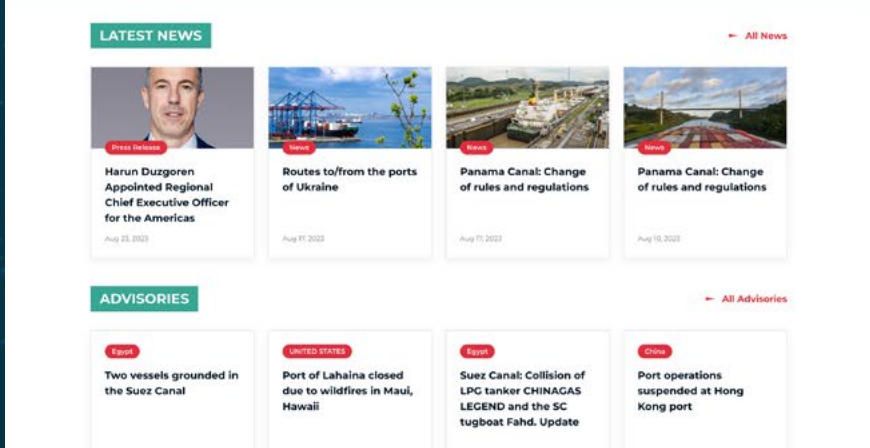 LATEST NEWS
← All News
Press Release
Harun Duzgoren
Appointed Regional
Chief Executive Officer
for the Americas
Aug 23, 2023
News
Routes to/from the ports
of Ukraine
Aug 17, 2023
News
Panama Canal: Change
of rules and regulations
Aug 17, 2023
News
Panama Canal: Change
of rules and regulations
Aug 10, 2023
ADVISORIES
← All Advisories
Egypt
Two vessels grounded in
the Suez Canal
UNITED STATES
Port of Lahaina closed
due to wildfires in Maui,
Hawaii
Egypt
Suez Canal: Collision of
LPG tanker CHINAGAS
LEGEND and the SC
tugboat Fahd. Update
China
Port operations
suspended at Hong
Kong port